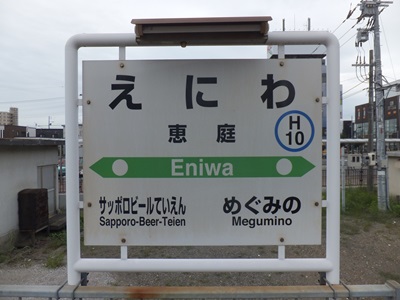 えにわ
恵庭
H
10
Eniwa
サッポロビールていえん
Sapporo-Beer-Teien
めぐみの
Megumino